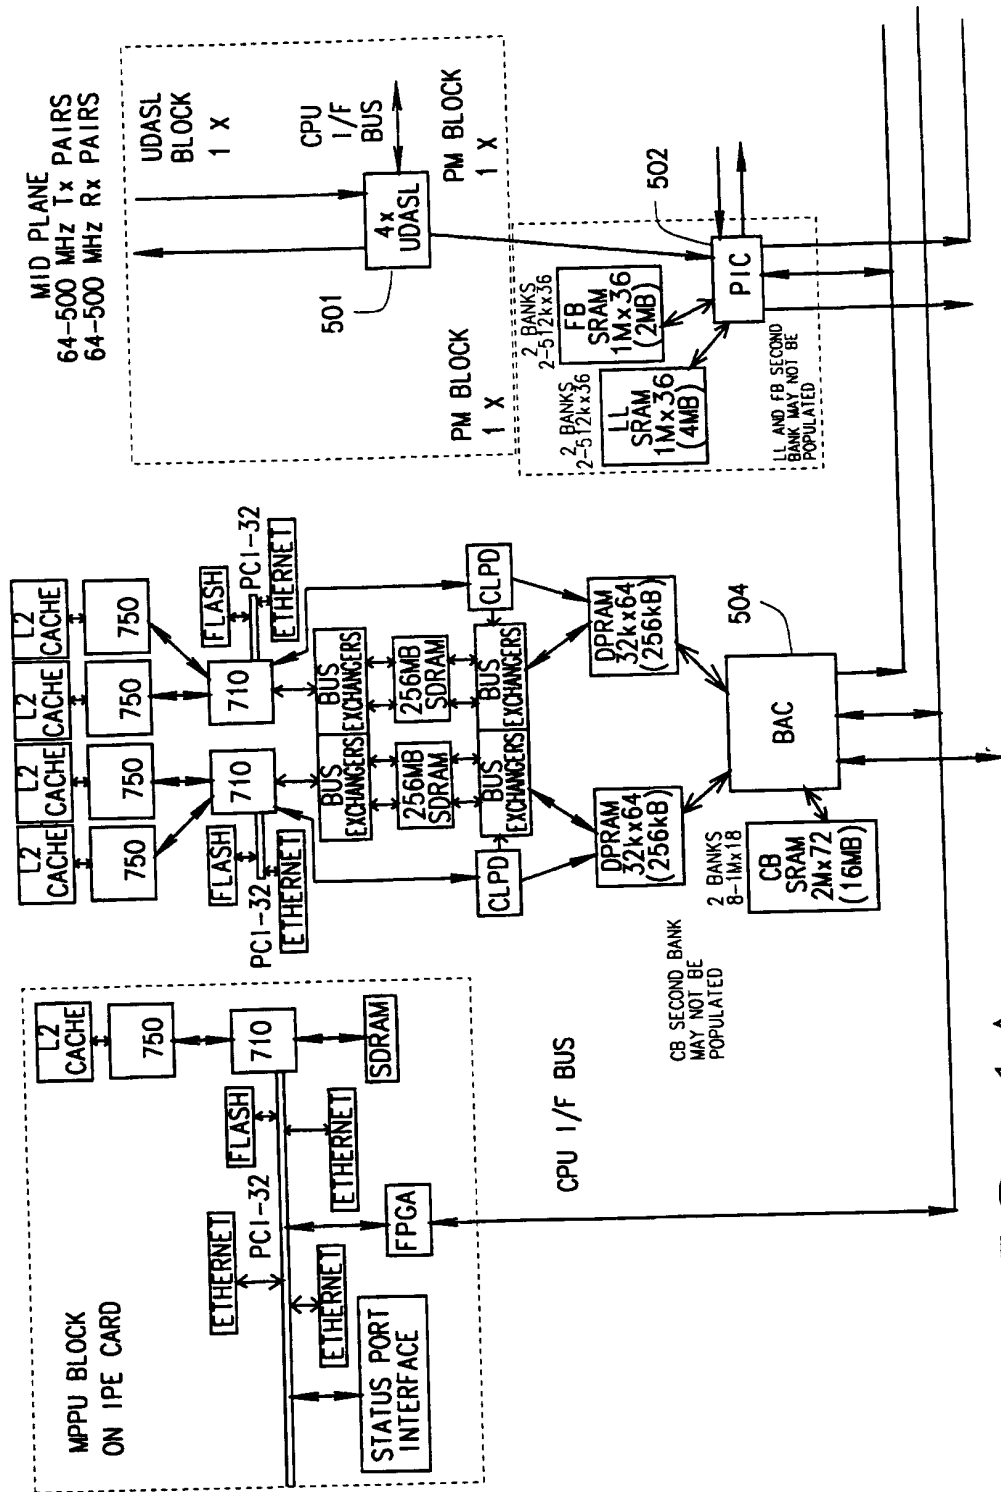 MPPU BLOCK
ON IPE CARD
L2
CACHE
750
710
SDRAM
FLASH
PCI-32
ETHERNET
ETHERNET
ETHERNET
FPGA
STATUS PORT
INTERFACE
CPU I/F BUS
L2
CACHE
L2
CACHE
L2
CACHE
L2
CACHE
750
750
750
750
710
710
FLASH
PCI-32
ETHERNET
FLASH
PCI-32
ETHERNET
BUS
EXCHANGERS
BUS
EXCHANGERS
256MB
SDRAM
256MB
SDRAM
CLPD
BUS
EXCHANGERS
BUS
EXCHANGERS
CLPD
DPRAM
32kx64
(256kB)
DPRAM
32kx64
(256kB)
BAC
504
2 BANKS
8-1Mx18
CB
SRAM
2Mx72
(16MB)
CB SECOND BANK
MAY NOT BE
POPULATED
MID PLANE
64-500 MHz Tx PAIRS
64-500 MHz Rx PAIRS
UDASL
BLOCK
1 X
CPU
I/F
BUS
4x
UDASL
501
PM BLOCK
1 X
PM BLOCK
1 X
2 BANKS
2-512kx36
FB
SRAM
1Mx36
(2MB)
2 BANKS
2-512kx36
LL
SRAM
1Mx36
(4MB)
PIC
502
LL AND FB SECOND
BANK MAY NOT BE
POPULATED